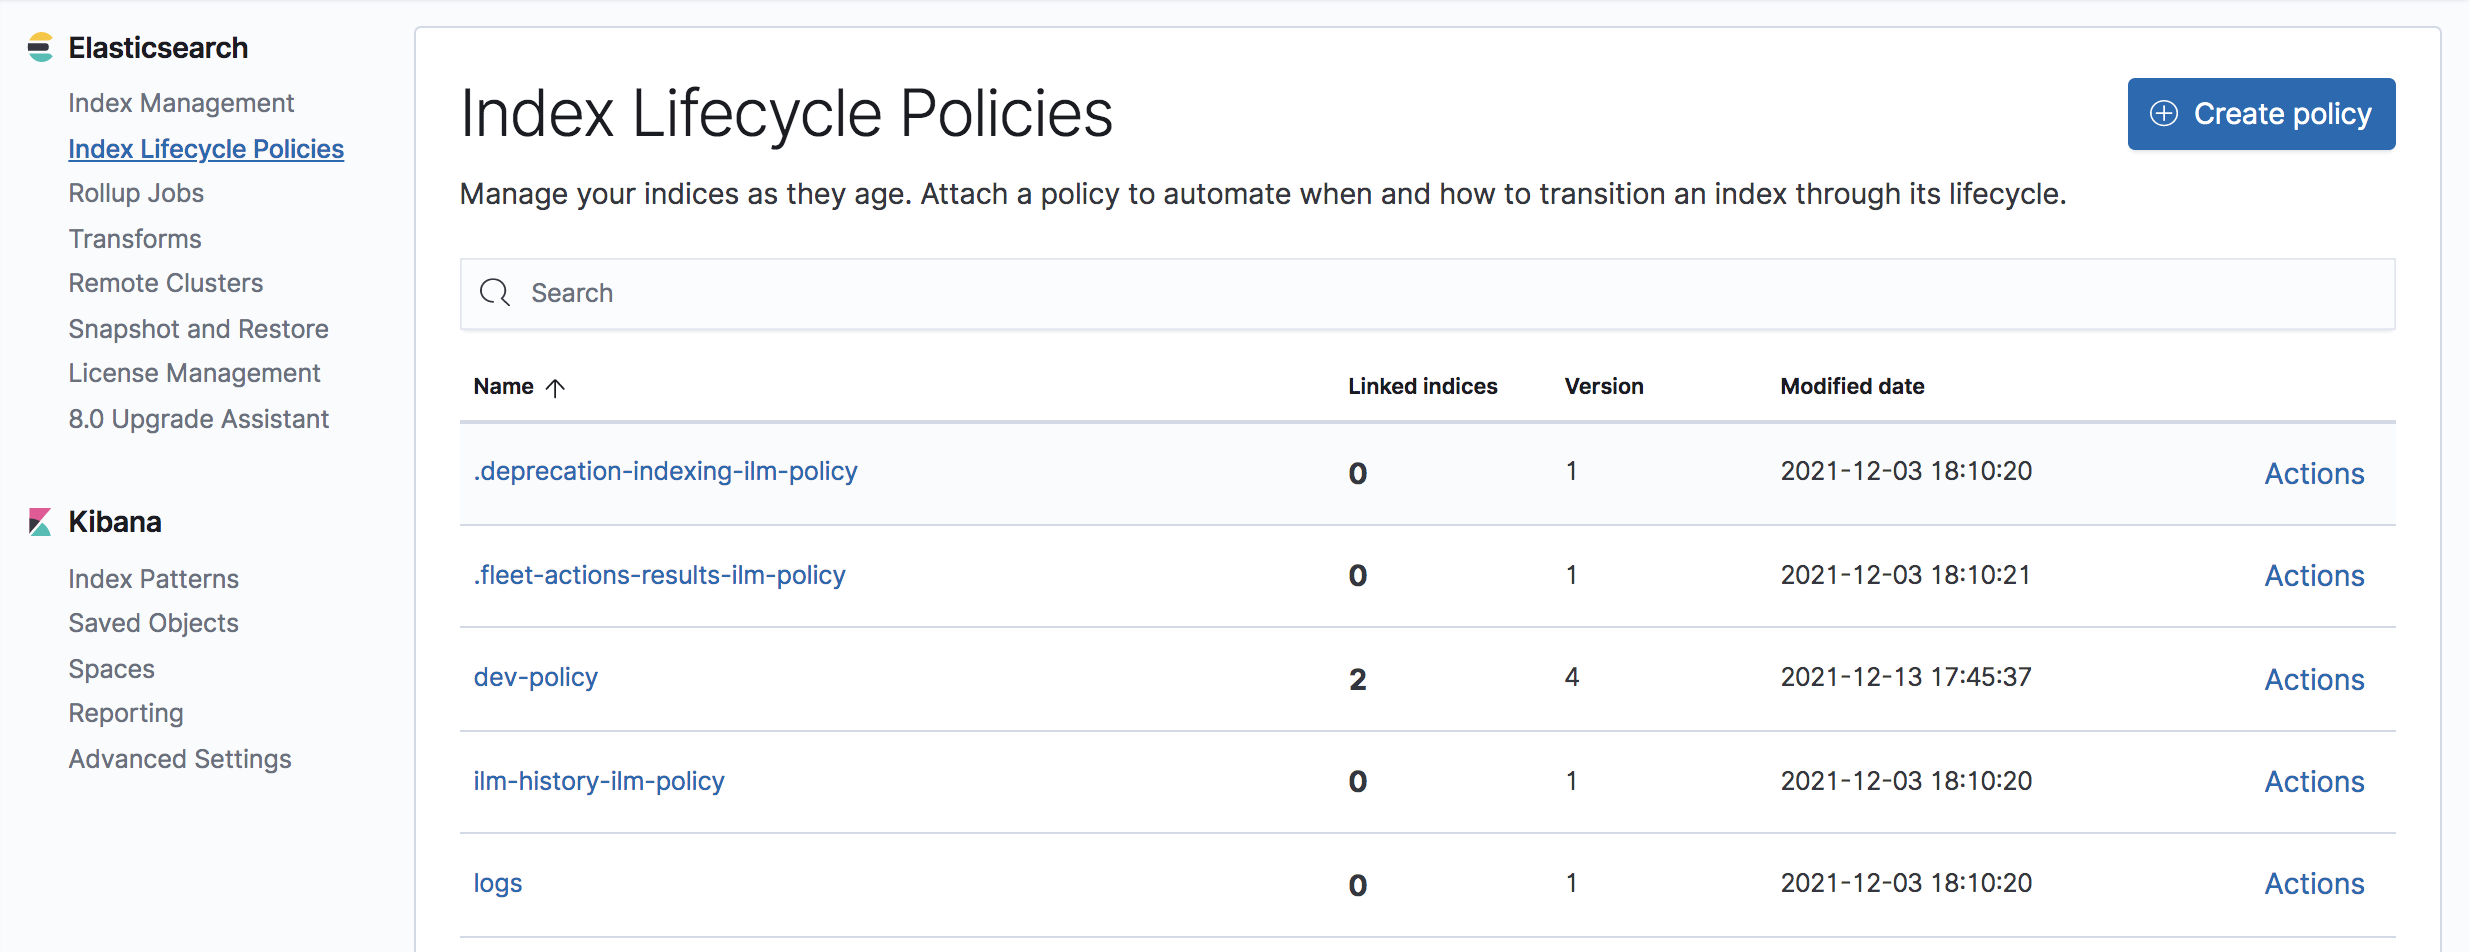 Elasticsearch
Index Management
Index Lifecycle Policies
Rollup Jobs
Transforms
Remote Clusters
Snapshot and Restore
License Management
8.0 Upgrade Assistant
Kibana
Index Patterns
Saved Objects
Spaces
Reporting
Advanced Settings
Index Lifecycle Policies
Create policy
Manage your indices as they age. Attach a policy to automate when and how to transition an index through its lifecycle.
Search
Name Linked indices Version Modified date
.deprecation-indexing-ilm-policy 0 1 2021-12-03 18:10:20 Actions
.fleet-actions-results-ilm-policy 0 1 2021-12-03 18:10:21 Actions
dev-policy 2 4 2021-12-13 17:45:37 Actions
ilm-history-ilm-policy 0 1 2021-12-03 18:10:20 Actions
logs 0 1 2021-12-03 18:10:20 Actions